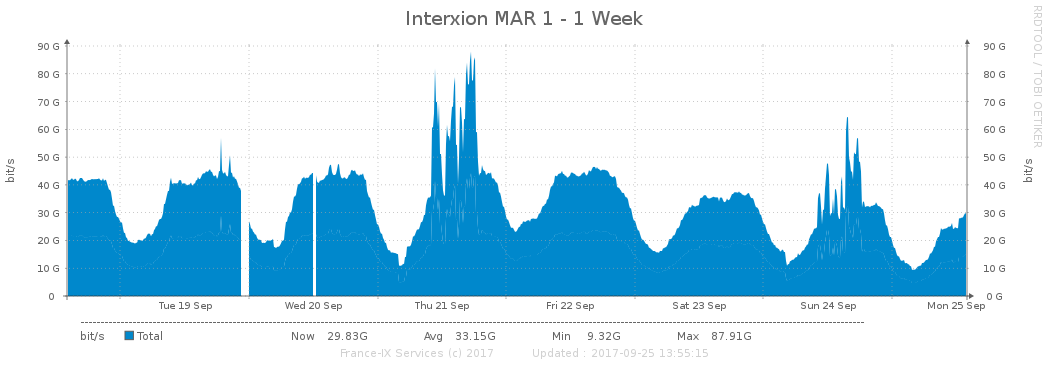 Interxion MAR 1 - 1 Week
RRDTOOL / TOBI OETIKER
bit/s
90 G
80 G
70 G
60 G
50 G
40 G
30 G
20 G
10 G
0
90 G
80 G
70 G
60 G
50 G
40 G
30 G
20 G
10 G
0 G
bit/s
Tue 19 Sep Wed 20 Sep Thu 21 Sep Fri 22 Sep Sat 23 Sep Sun 24 Sep Mon 25 Sep
bit/s Total Now 29.83G Avg 33.15G Min 9.32G Max 87.91G
France-IX Services (c) 2017 Updated : 2017-09-25 13:55:15